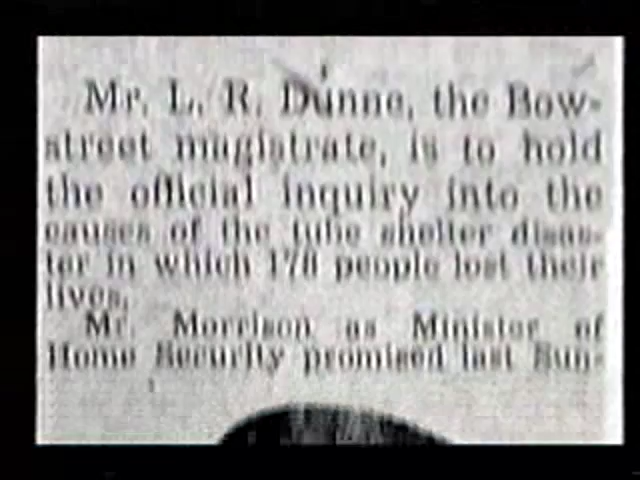 Mr. L. R. Dunne, the Bow-
street magistrate, is to hold
the official inquiry into the
causes of the tube shelter disas-
ter in which 178 people lost their
lives.
Mr. Morrison as Minister of
Home Security promised last Sun-